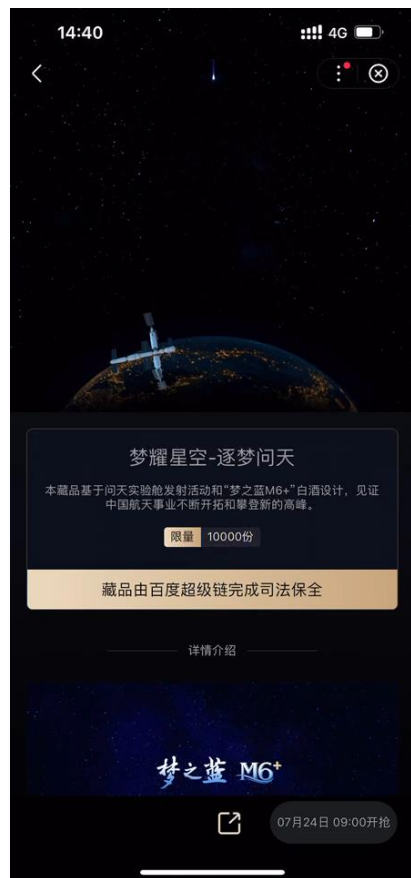 14:40
4G
梦耀星空-逐梦问天
本藏品基于问天实验舱发射活动和“梦之蓝M6+”白酒设计，见证
中国航天事业不断开拓和攀登新的高峰。
限量 10000份
藏品由百度超级链完成司法保全
详情介绍
梦之蓝 M6+
07月24日 09:00开抢